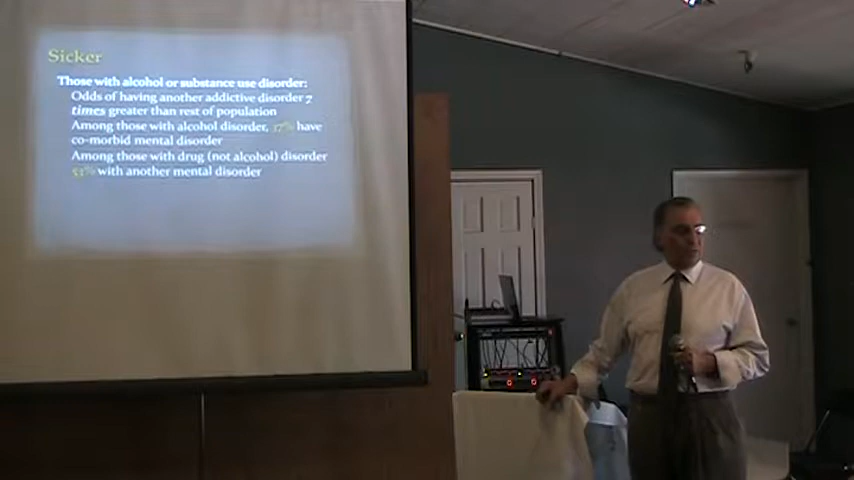 Sicker
Those with alcohol or substance use disorder:
Odds of having another addictive disorder 7
times greater than rest of population
Among those with alcohol disorder, 37% have
co-morbid mental disorder
Among those with drug (not alcohol) disorder
53% with another mental disorder